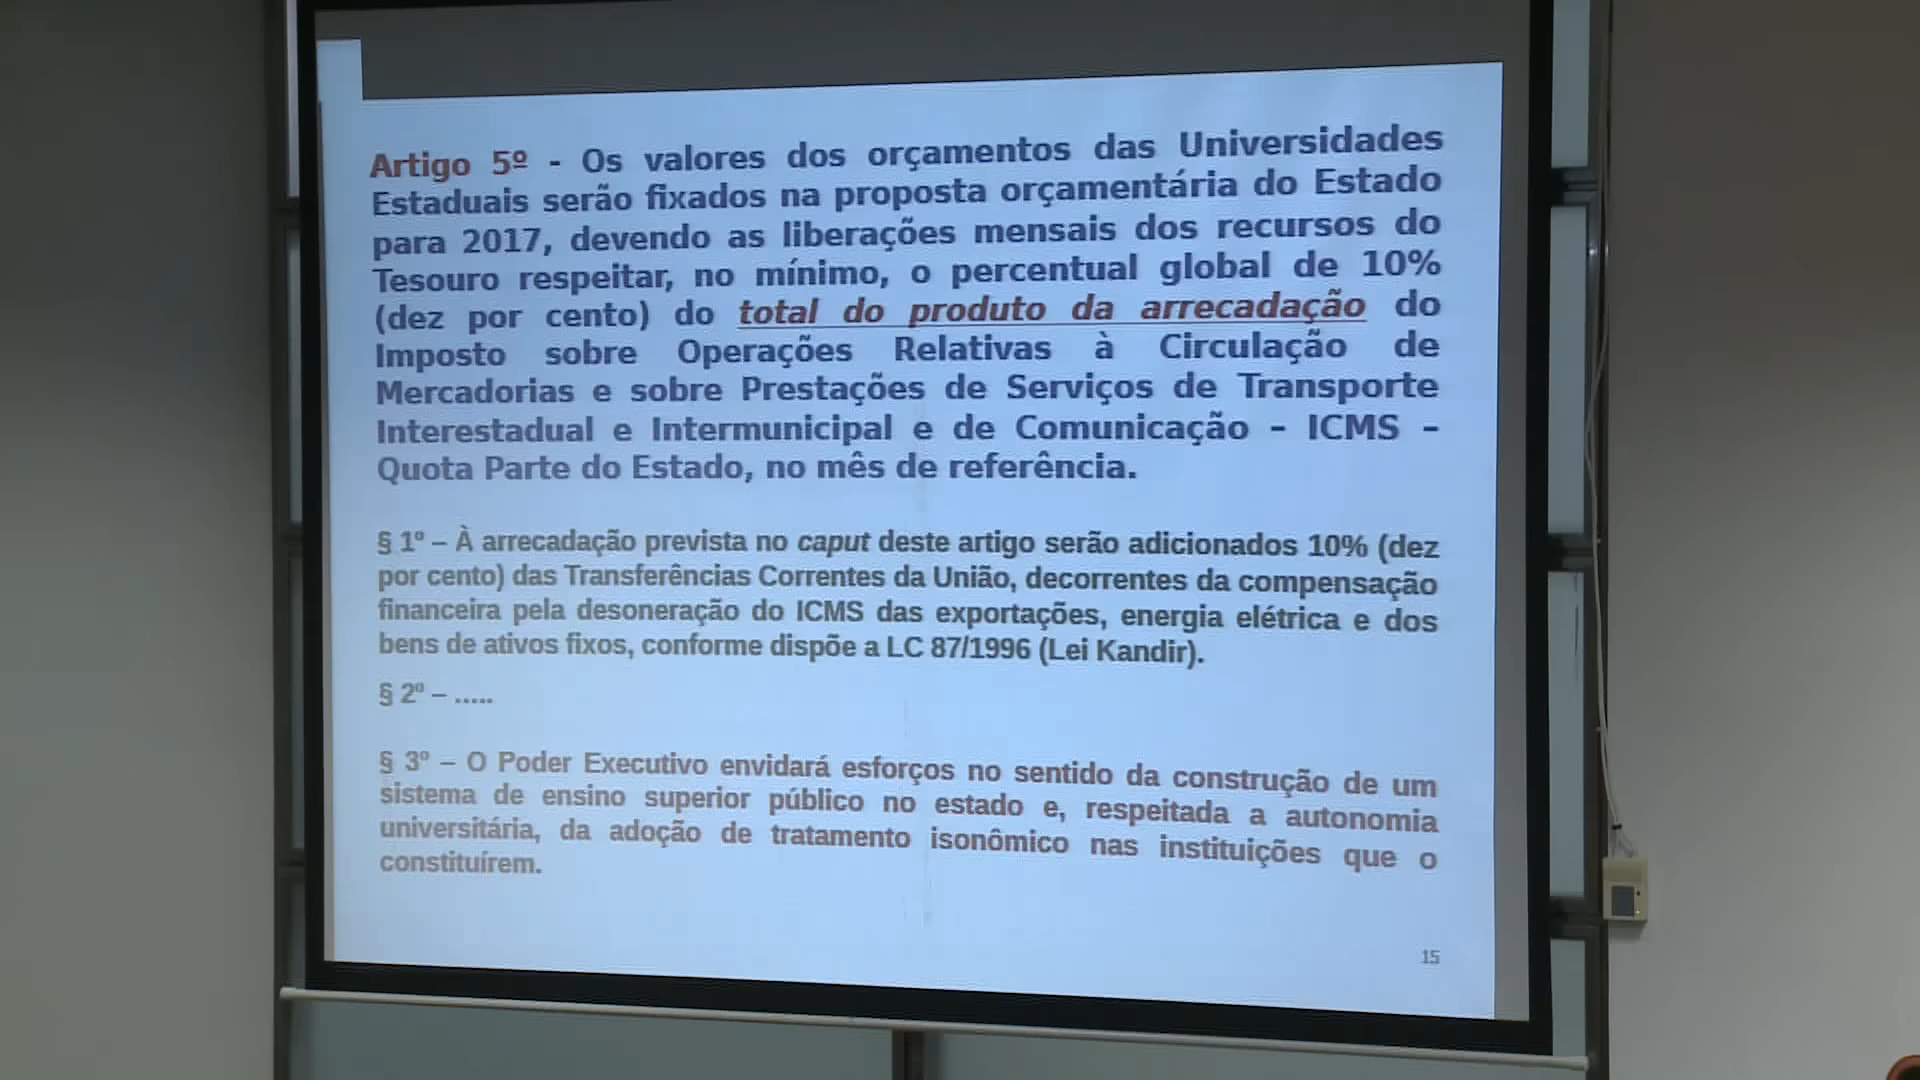 Artigo 5º - Os valores dos orçamentos das Universidades
Estaduais serão fixados na proposta orçamentária do Estado
para 2017, devendo as liberações mensais dos recursos do
Tesouro respeitar, no mínimo, o percentual global de 10%
(dez por cento) do total do produto da arrecadação do
Imposto sobre Operações Relativas à Circulação de
Mercadorias e sobre Prestações de Serviços de Transporte
Interestadual e Intermunicipal e de Comunicação – ICMS –
Quota Parte do Estado, no mês de referência.
§ 1º – À arrecadação prevista no caput deste artigo serão adicionados 10% (dez
por cento) das Transferências Correntes da União, decorrentes da compensação
financeira pela desoneração do ICMS das exportações, energia elétrica e dos
bens de ativos fixos, conforme dispõe a LC 87/1996 (Lei Kandir).
§ 2º – .....
§ 3º – O Poder Executivo envidará esforços no sentido da construção de um
sistema de ensino superior público no estado e, respeitada a autonomia
universitária, da adoção de tratamento isonômico nas instituições que o
constituírem.
15